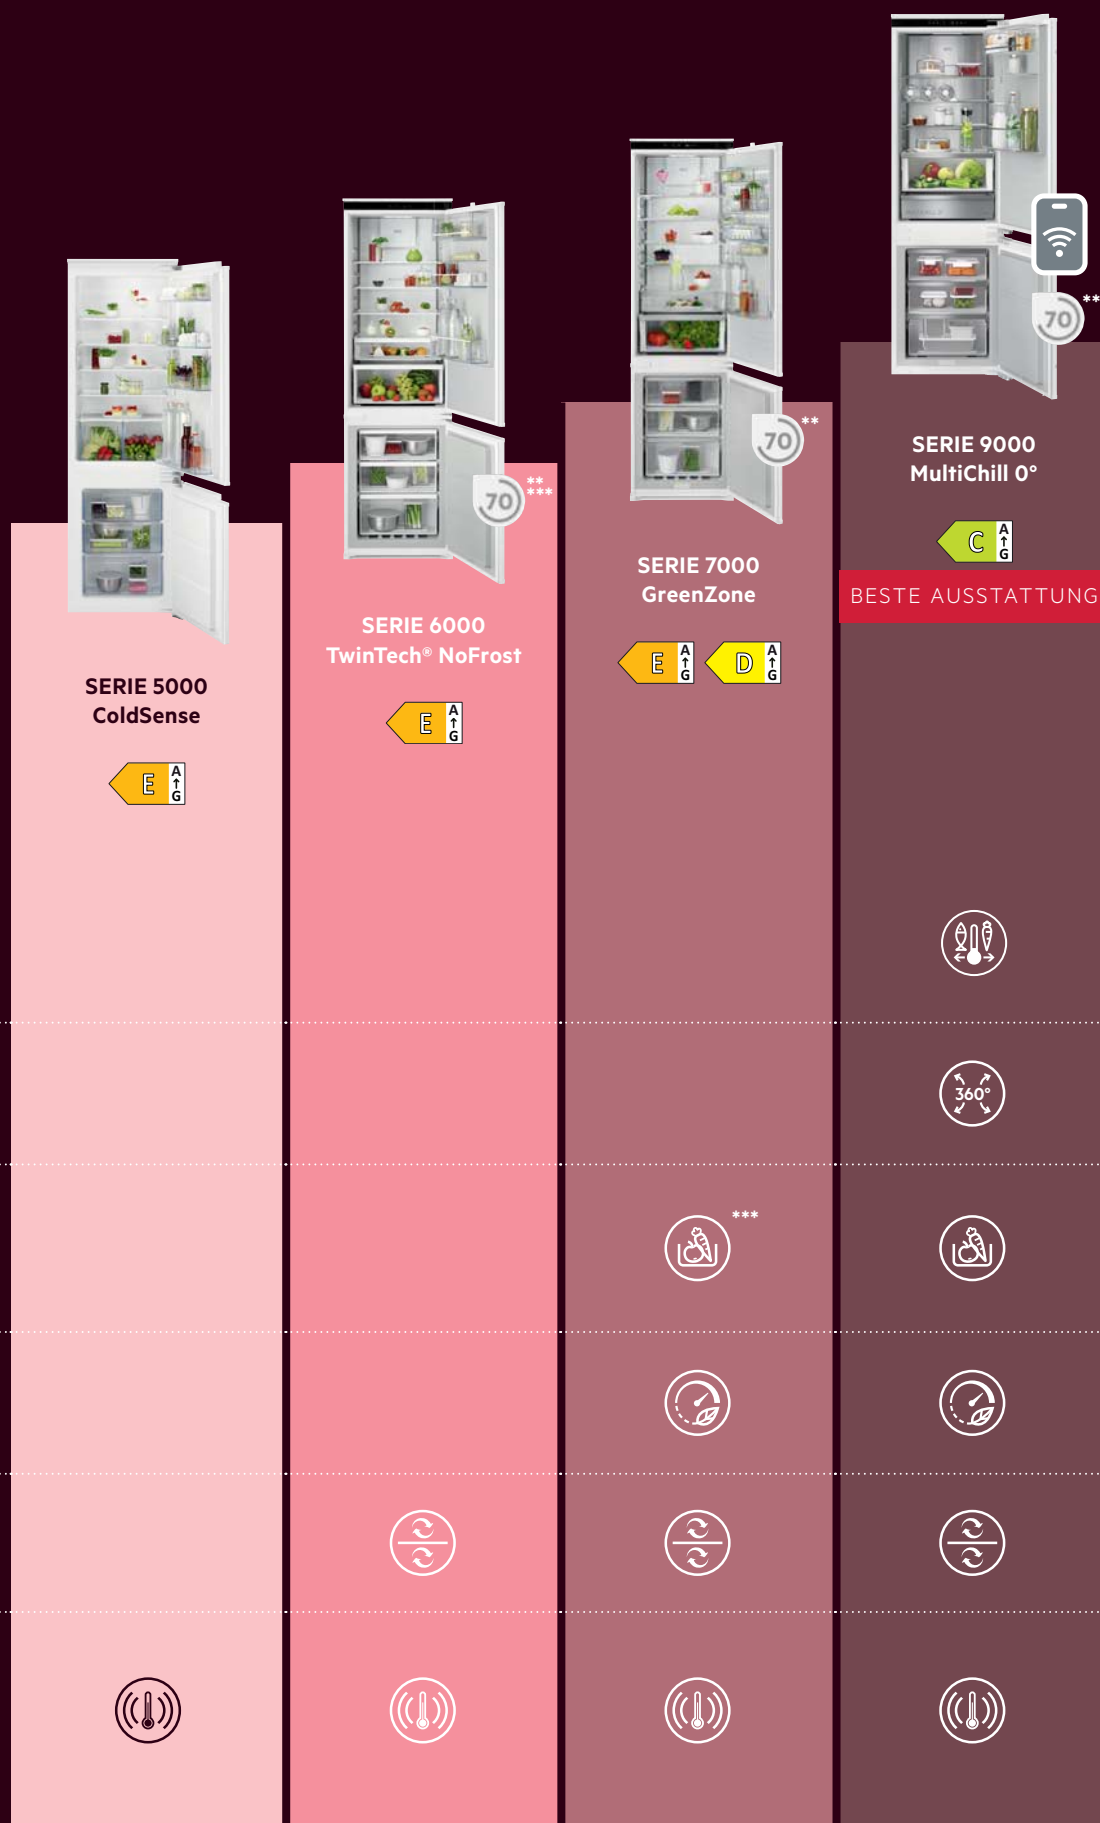 **
70
SERIE 9000
MultiChill 0°
C
A
↑
G
BESTE AUSSTATTUNG
70
**
SERIE 7000
GreenZone
E
A
↑
G
D
A
↑
G
70
**
***
SERIE 6000
TwinTech® NoFrost
E
A
↑
G
SERIE 5000
ColdSense
E
A
↑
G
360°
***